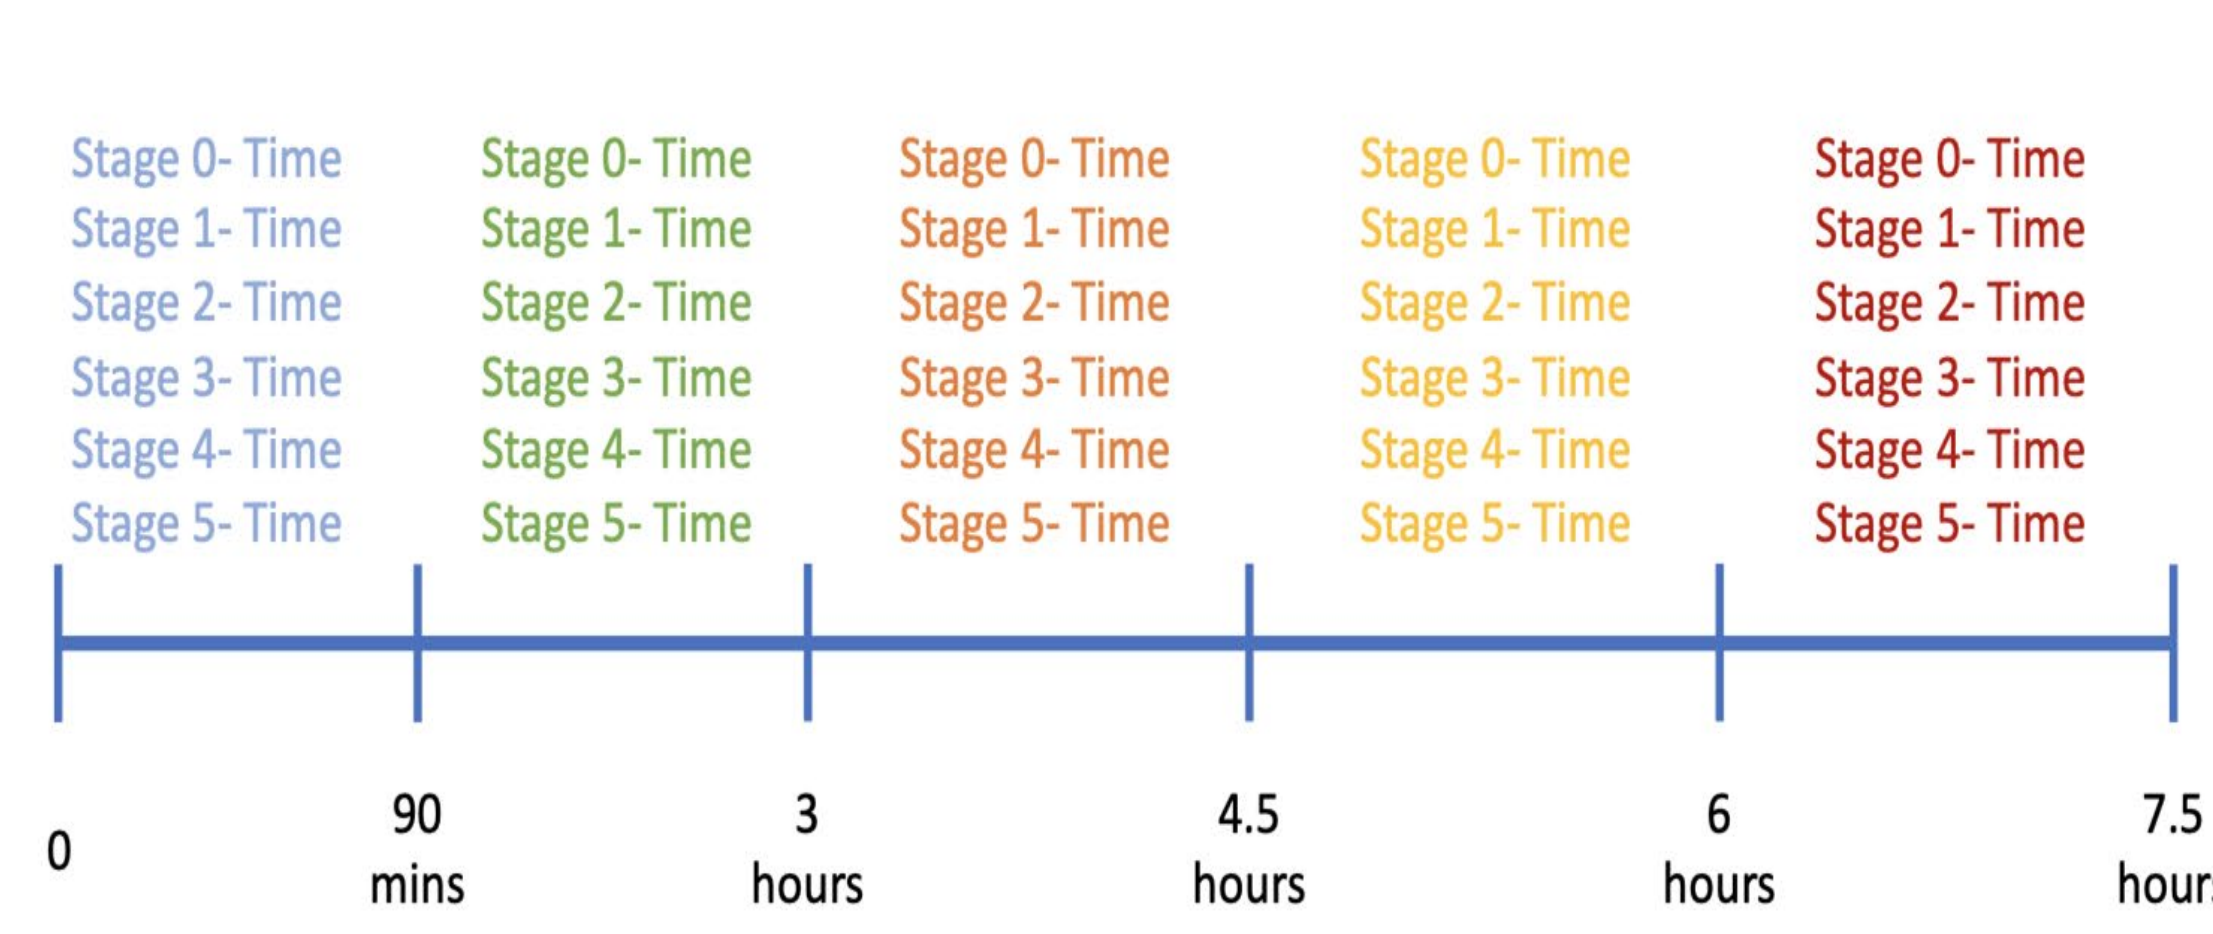 Stage 0- Time
Stage 1- Time
Stage 2- Time
Stage 3- Time
Stage 4- Time
Stage 5- Time
Stage 0- Time
Stage 1- Time
Stage 2- Time
Stage 3- Time
Stage 4- Time
Stage 5- Time
Stage 0- Time
Stage 1- Time
Stage 2- Time
Stage 3- Time
Stage 4- Time
Stage 5- Time
Stage 0- Time
Stage 1- Time
Stage 2- Time
Stage 3- Time
Stage 4- Time
Stage 5- Time
Stage 0- Time
Stage 1- Time
Stage 2- Time
Stage 3- Time
Stage 4- Time
Stage 5- Time
0
90
mins
3
hours
4.5
hours
6
hours
7.5
hours